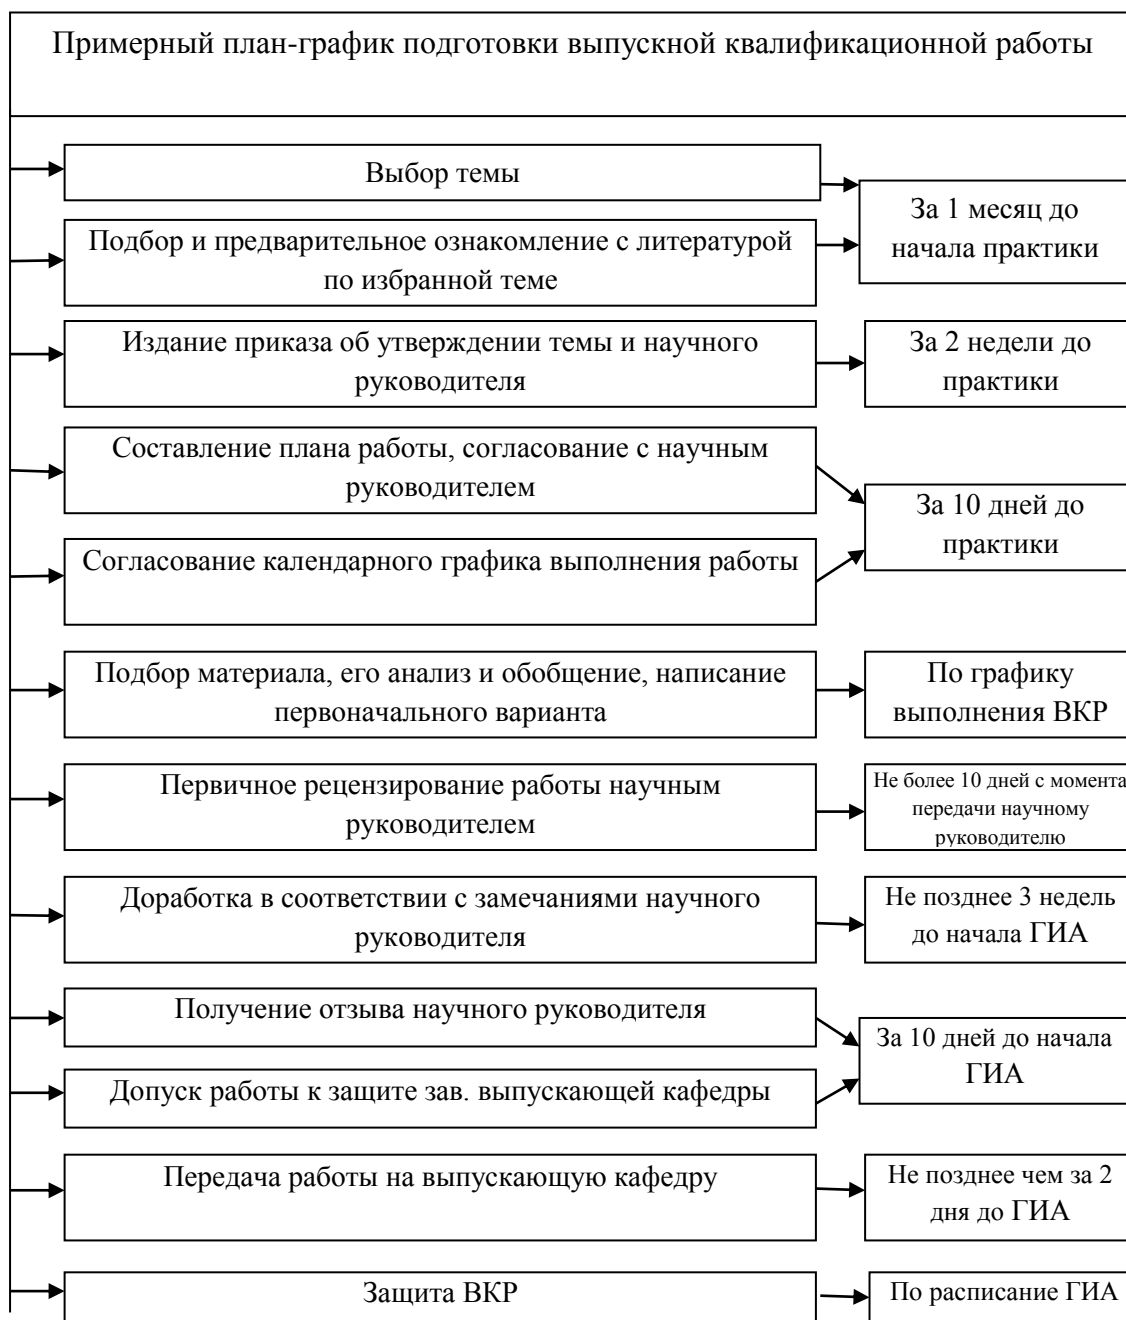 Примерный план-график подготовки выпускной квалификационной работы
Выбор темы
За 1 месяц до
начала практики
Подбор и предварительное ознакомление с литературой
по избранной теме
Издание приказа об утверждении темы и научного
руководителя
За 2 недели до
практики
Составление плана работы, согласование с научным
руководителем
За 10 дней до
практики
Согласование календарного графика выполнения работы
Подбор материала, его анализ и обобщение, написание
первоначального варианта
По графику
выполнения ВКР
Первичное рецензирование работы научным
руководителем
Не более 10 дней с момента
передачи научному
руководителю
Доработка в соответствии с замечаниями научного
руководителя
Не позднее 3 недель
до начала ГИА
Получение отзыва научного руководителя
За 10 дней до начала
ГИА
Допуск работы к защите зав. выпускающей кафедры
Передача работы на выпускающую кафедру
Не позднее чем за 2
дня до ГИА
Защита ВКР
По расписание ГИА